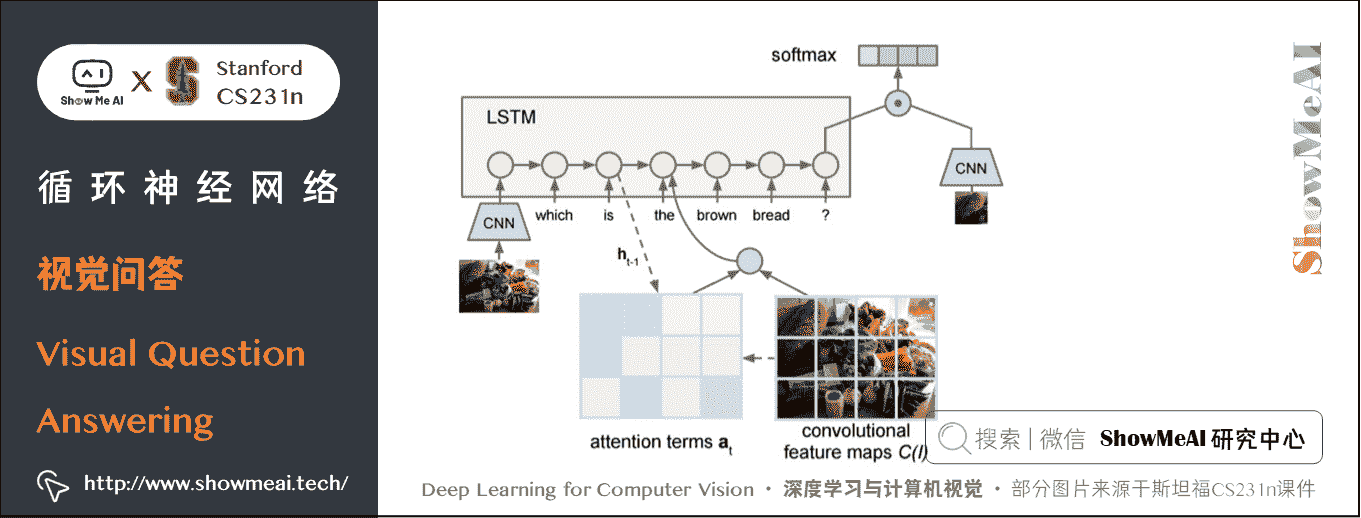 Show Me AI
X
Stanford
CS231n
循环神经网络
视觉问答
Visual Question
Answering
http://www.showmeai.tech/
softmax
LSTM
CNN
CNN
which is the brown bread ?
h t-1
attention terms a t
convolutional
feature maps C(I)
ShowMeAI
搜索 | 微信 ShowMeAI 研究中心
Deep Learning for Computer Vision · 深度学习与计算机视觉 · 部分图片来源于斯坦福CS231n课件